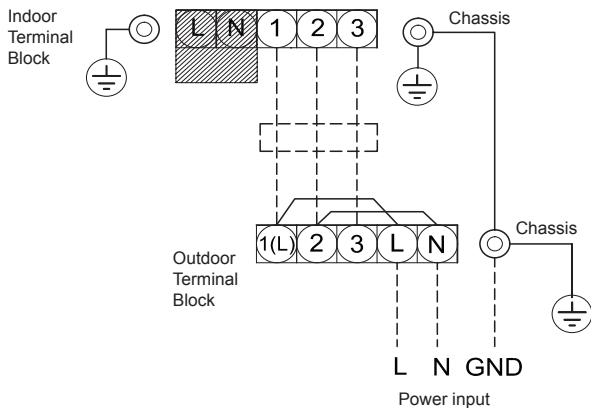 Indoor
Terminal
Block
L N 1 2 3
Chassis
1(L) 2 3 L N
Chassis
Outdoor
Terminal
Block
L N GND
Power input